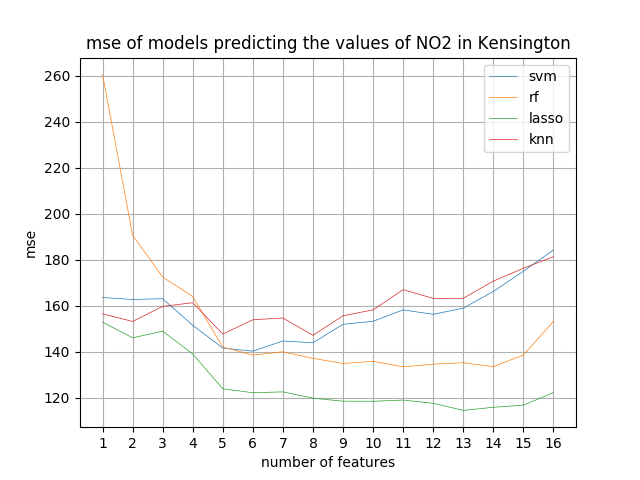 mse of models predicting the values of NO2 in Kensington
svm
rf
lasso
knn
260
240
220
200
180
160
140
120
mse
1 2 3 4 5 6 7 8 9 10 11 12 13 14 15 16
number of features